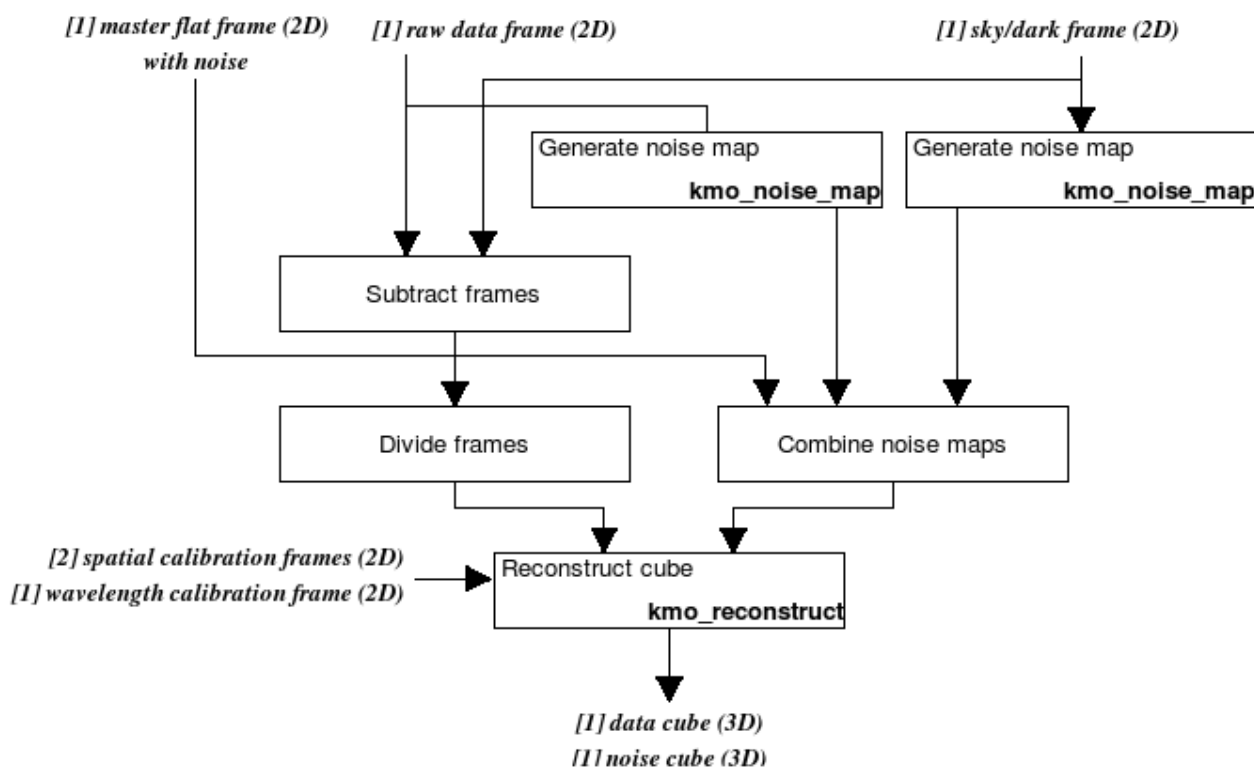 [1] master flat frame (2D)
with noise
[1] raw data frame (2D)
[1] sky/dark frame (2D)
Generate noise map
kmo_noise_map
Generate noise map
kmo_noise_map
Subtract frames
Divide frames
Combine noise maps
[2] spatial calibration frames (2D)
[1] wavelength calibration frame (2D)
Reconstruct cube
kmo_reconstruct
[1] data cube (3D)
[1] noise cube (3D)